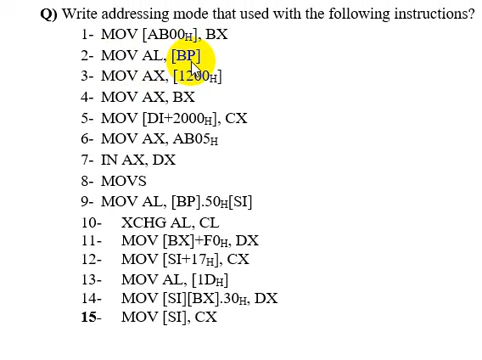 Q) Write addressing mode that used with the following instructions?
1- MOV [AB00H], BX
2- MOV AL, [BP]
3- MOV AX, [1200H]
4- MOV AX, BX
5- MOV [DI+2000H], CX
6- MOV AX, AB05H
7- IN AX, DX
8- MOVS
9- MOV AL, [BP].50H[SI]
10- XCHG AL, CL
11- MOV [BX]+F0H, DX
12- MOV [SI+17H], CX
13- MOV AL, [1DH]
14- MOV [SI][BX].30H, DX
15- MOV [SI], CX